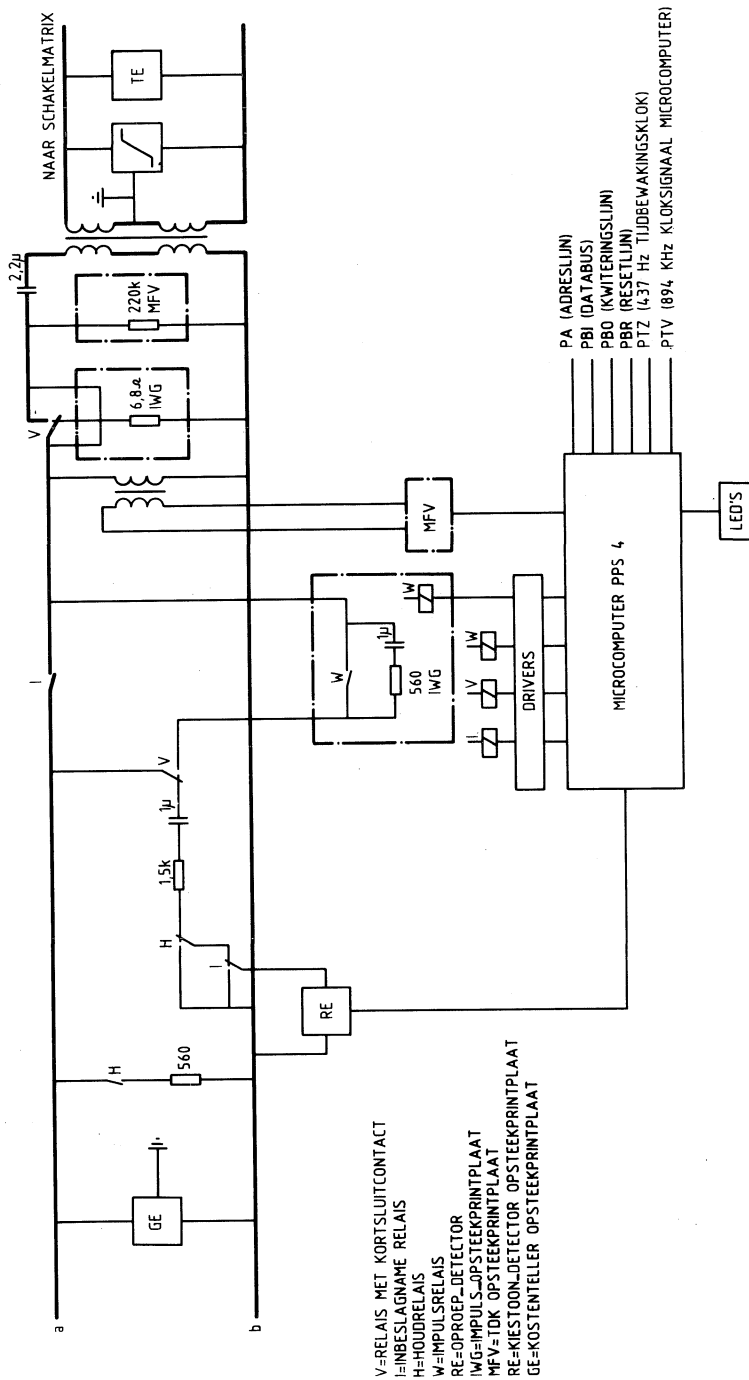 NAAR SCHAKELMATRIX
TE
2,2µ
220k
MFV
6,8Ω
IWG
V
I
MFV
W
W
1µ
560
IWG
V
1µ
1,5k
H
I
RE
H
560
GE
a
b
I
V
W
DRIVERS
MICROCOMPUTER PPS 4
LED'S
PA (ADRESLIJN)
PBI (DATABUS)
PBO (KWITERINGSLIJN)
PBR (RESETLIJN)
PTZ (437 Hz TIJDBEWAKINGSKLOK)
PTV (894 KHz KLOKSIGNAAL MICROCOMPUTER)
V=RELAIS MET KORTSLUITCONTACT
I=INBESLAGNAME RELAIS
H=HOUDRELAIS
W=IMPULSRELAIS
RE=OPROEP_DETECTOR
IWG=IMPULS_OPSTEEKPRINTPLAAT
MFV=TDK OPSTEEKPRINTPLAAT
RE=KIESTOON_DETECTOR OPSTEEKPRINTPLAAT
GE=KOSTENTELLER OPSTEEKPRINTPLAAT